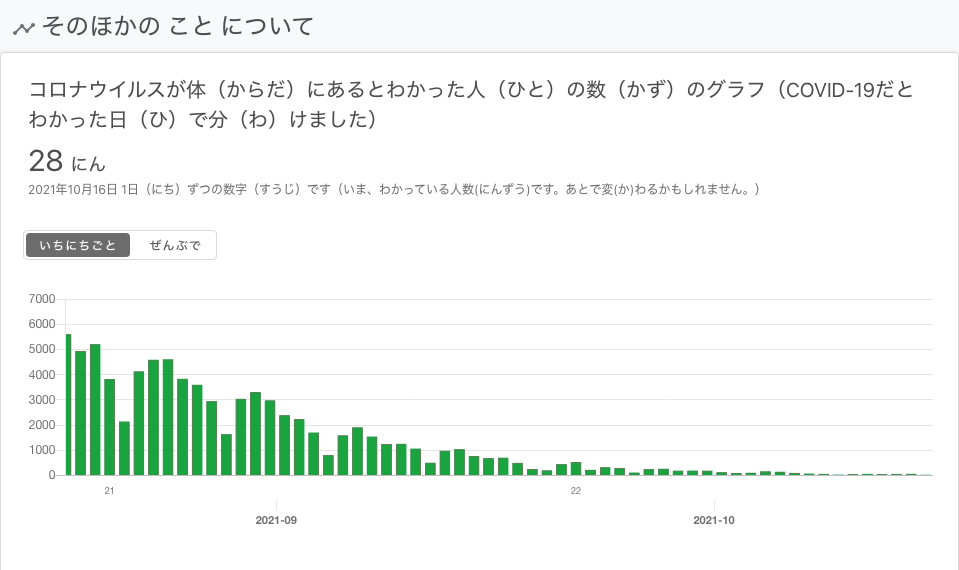 そのほかの こと について
コロナウイルスが体（からだ）にあるとわかった人（ひと）の数（かず）のグラフ（COVID-19だと
わかった日（ひ）で分（わ）けました）
28 にん
2021年10月16日 1日（にち）ずつの数字（すうじ）です（いま、わかっている人数(にんずう)です。あとで変(か)わるかもしれません。）
いちにちごと ぜんぶで
7000
6000
5000
4000
3000
2000
1000
0
21 22
2021-09 2021-10